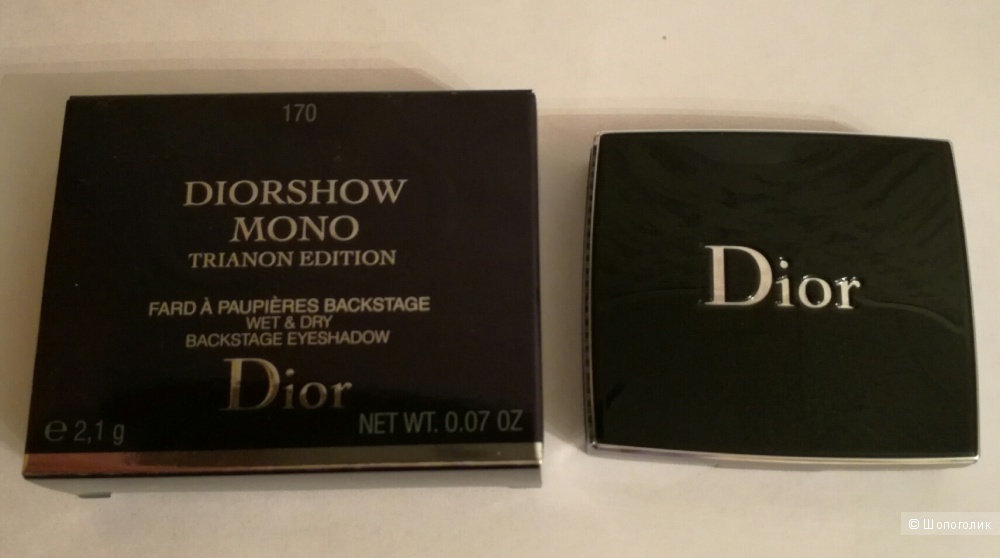 170
DIORSHOW
MONO
TRIANON EDITION
FARD À PAUPIÈRES BACKSTAGE
WET & DRY
BACKSTAGE EYESHADOW
Dior
℮ 2,1 g
NET WT. 0.07 OZ
Dior
© Шопоголик